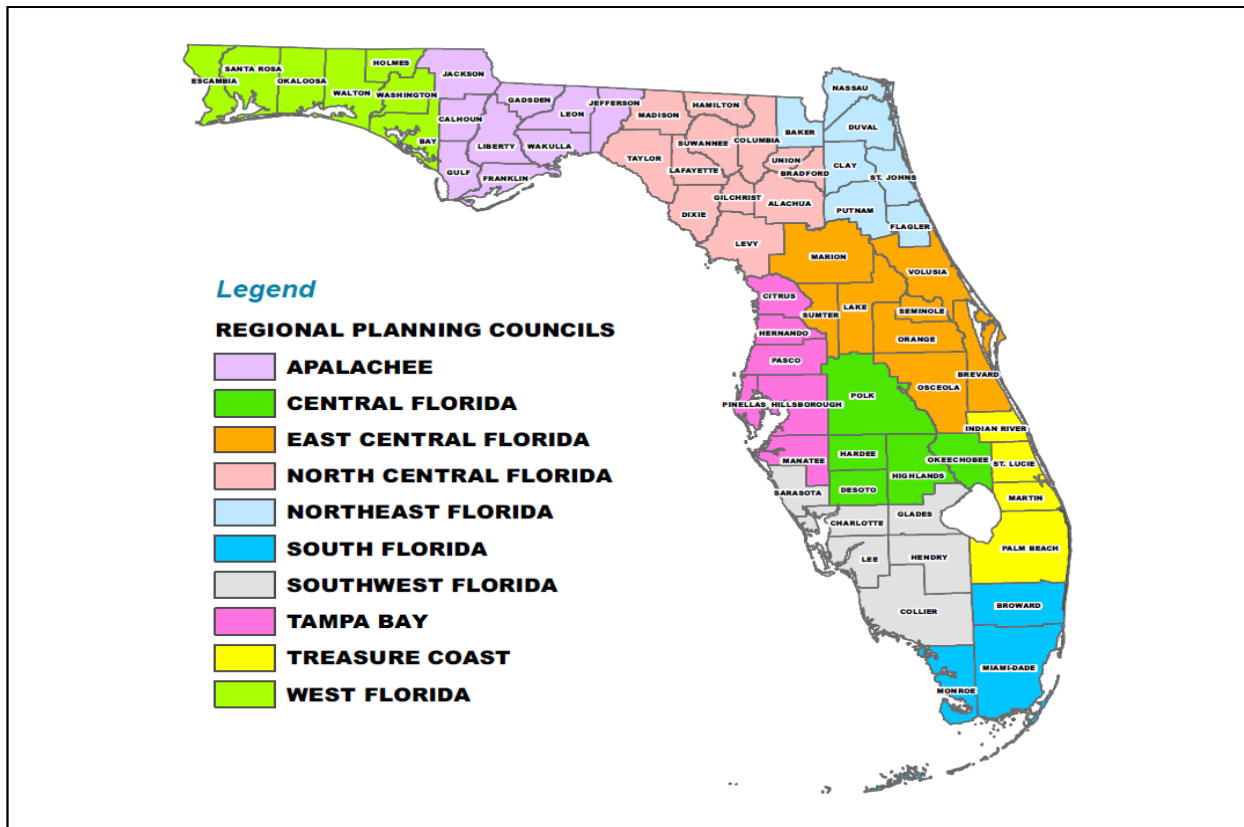 HOLMES
SANTA ROSA
JACKSON
ESCAMBIA
OKALOOSA
WALTON
WASHINGTON
NASSAU
GADSDEN
JEFFERSON
HAMILTON
LEON
MADISON
CALHOUN
DUVAL
BAKER
BAY
COLUMBIA
SUWANNEE
LIBERTY
WAKULLA
TAYLOR
UNION
CLAY
LAFAYETTE
GULF
BRADFORD
ST. JOHNS
FRANKLIN
GILCHRIST
ALACHUA
PUTNAM
DIXIE
FLAGLER
LEVY
MARION
VOLUSIA
Legend
CITRUS
LAKE
SEMINOLE
SUMTER
REGIONAL PLANNING COUNCILS
HERNANDO
ORANGE
PASCO
APALACHEE
BREVARD
OSCEOLA
POLK
CENTRAL FLORIDA
PINELLAS
HILLSBOROUGH
INDIAN RIVER
EAST CENTRAL FLORIDA
HARDEE
OKEECHOBEE
MANATEE
ST. LUCIE
NORTH CENTRAL FLORIDA
HIGHLANDS
DESOTO
SARASOTA
MARTIN
NORTHEAST FLORIDA
GLADES
CHARLOTTE
SOUTH FLORIDA
PALM BEACH
LEE
HENDRY
SOUTHWEST FLORIDA
BROWARD
COLLIER
TAMPA BAY
TREASURE COAST
MIAMI-DADE
MONROE
WEST FLORIDA